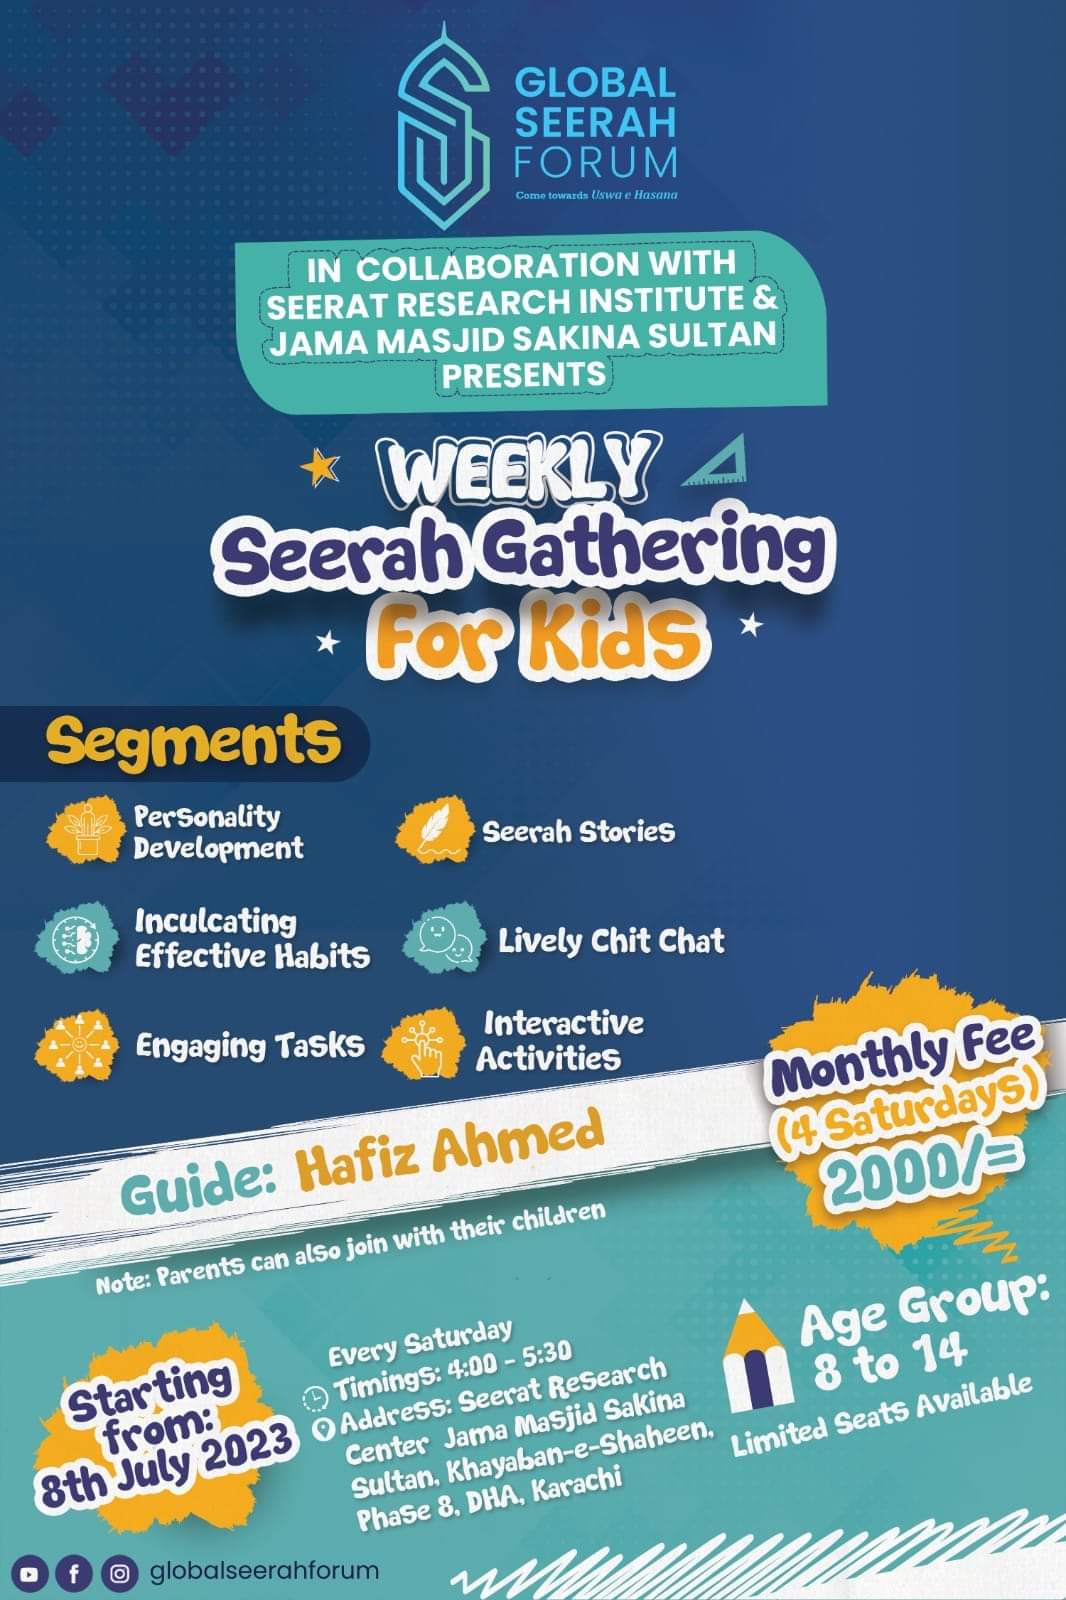 GLOBAL
SEERAH
FORUM
Come towards Uswa e Hasana
IN COLLABORATION WITH
SEERAT RESEARCH INSTITUTE &
JAMA MASJID SAKINA SULTAN
PRESENTS
WEEKLY
Seerah Gathering
For Kids
Segments
Personality
Development
Seerah Stories
Inculcating
Effective Habits
Lively Chit Chat
Engaging Tasks
Interactive
Activities
Monthly Fee
(4 Saturdays)
2000/=
Guide: Hafiz Ahmed
Note: Parents can also join with their children
Starting
from:
8th July 2023
Every Saturday
Timings: 4:00 - 5:30
Address: Seerat Research
Center Jama Masjid Sakina
Sultan, Khayaban-e-Shaheen,
Phase 8, DHA, Karachi
Age Group:
8 to 14
Limited Seats Available
globalseerahforum